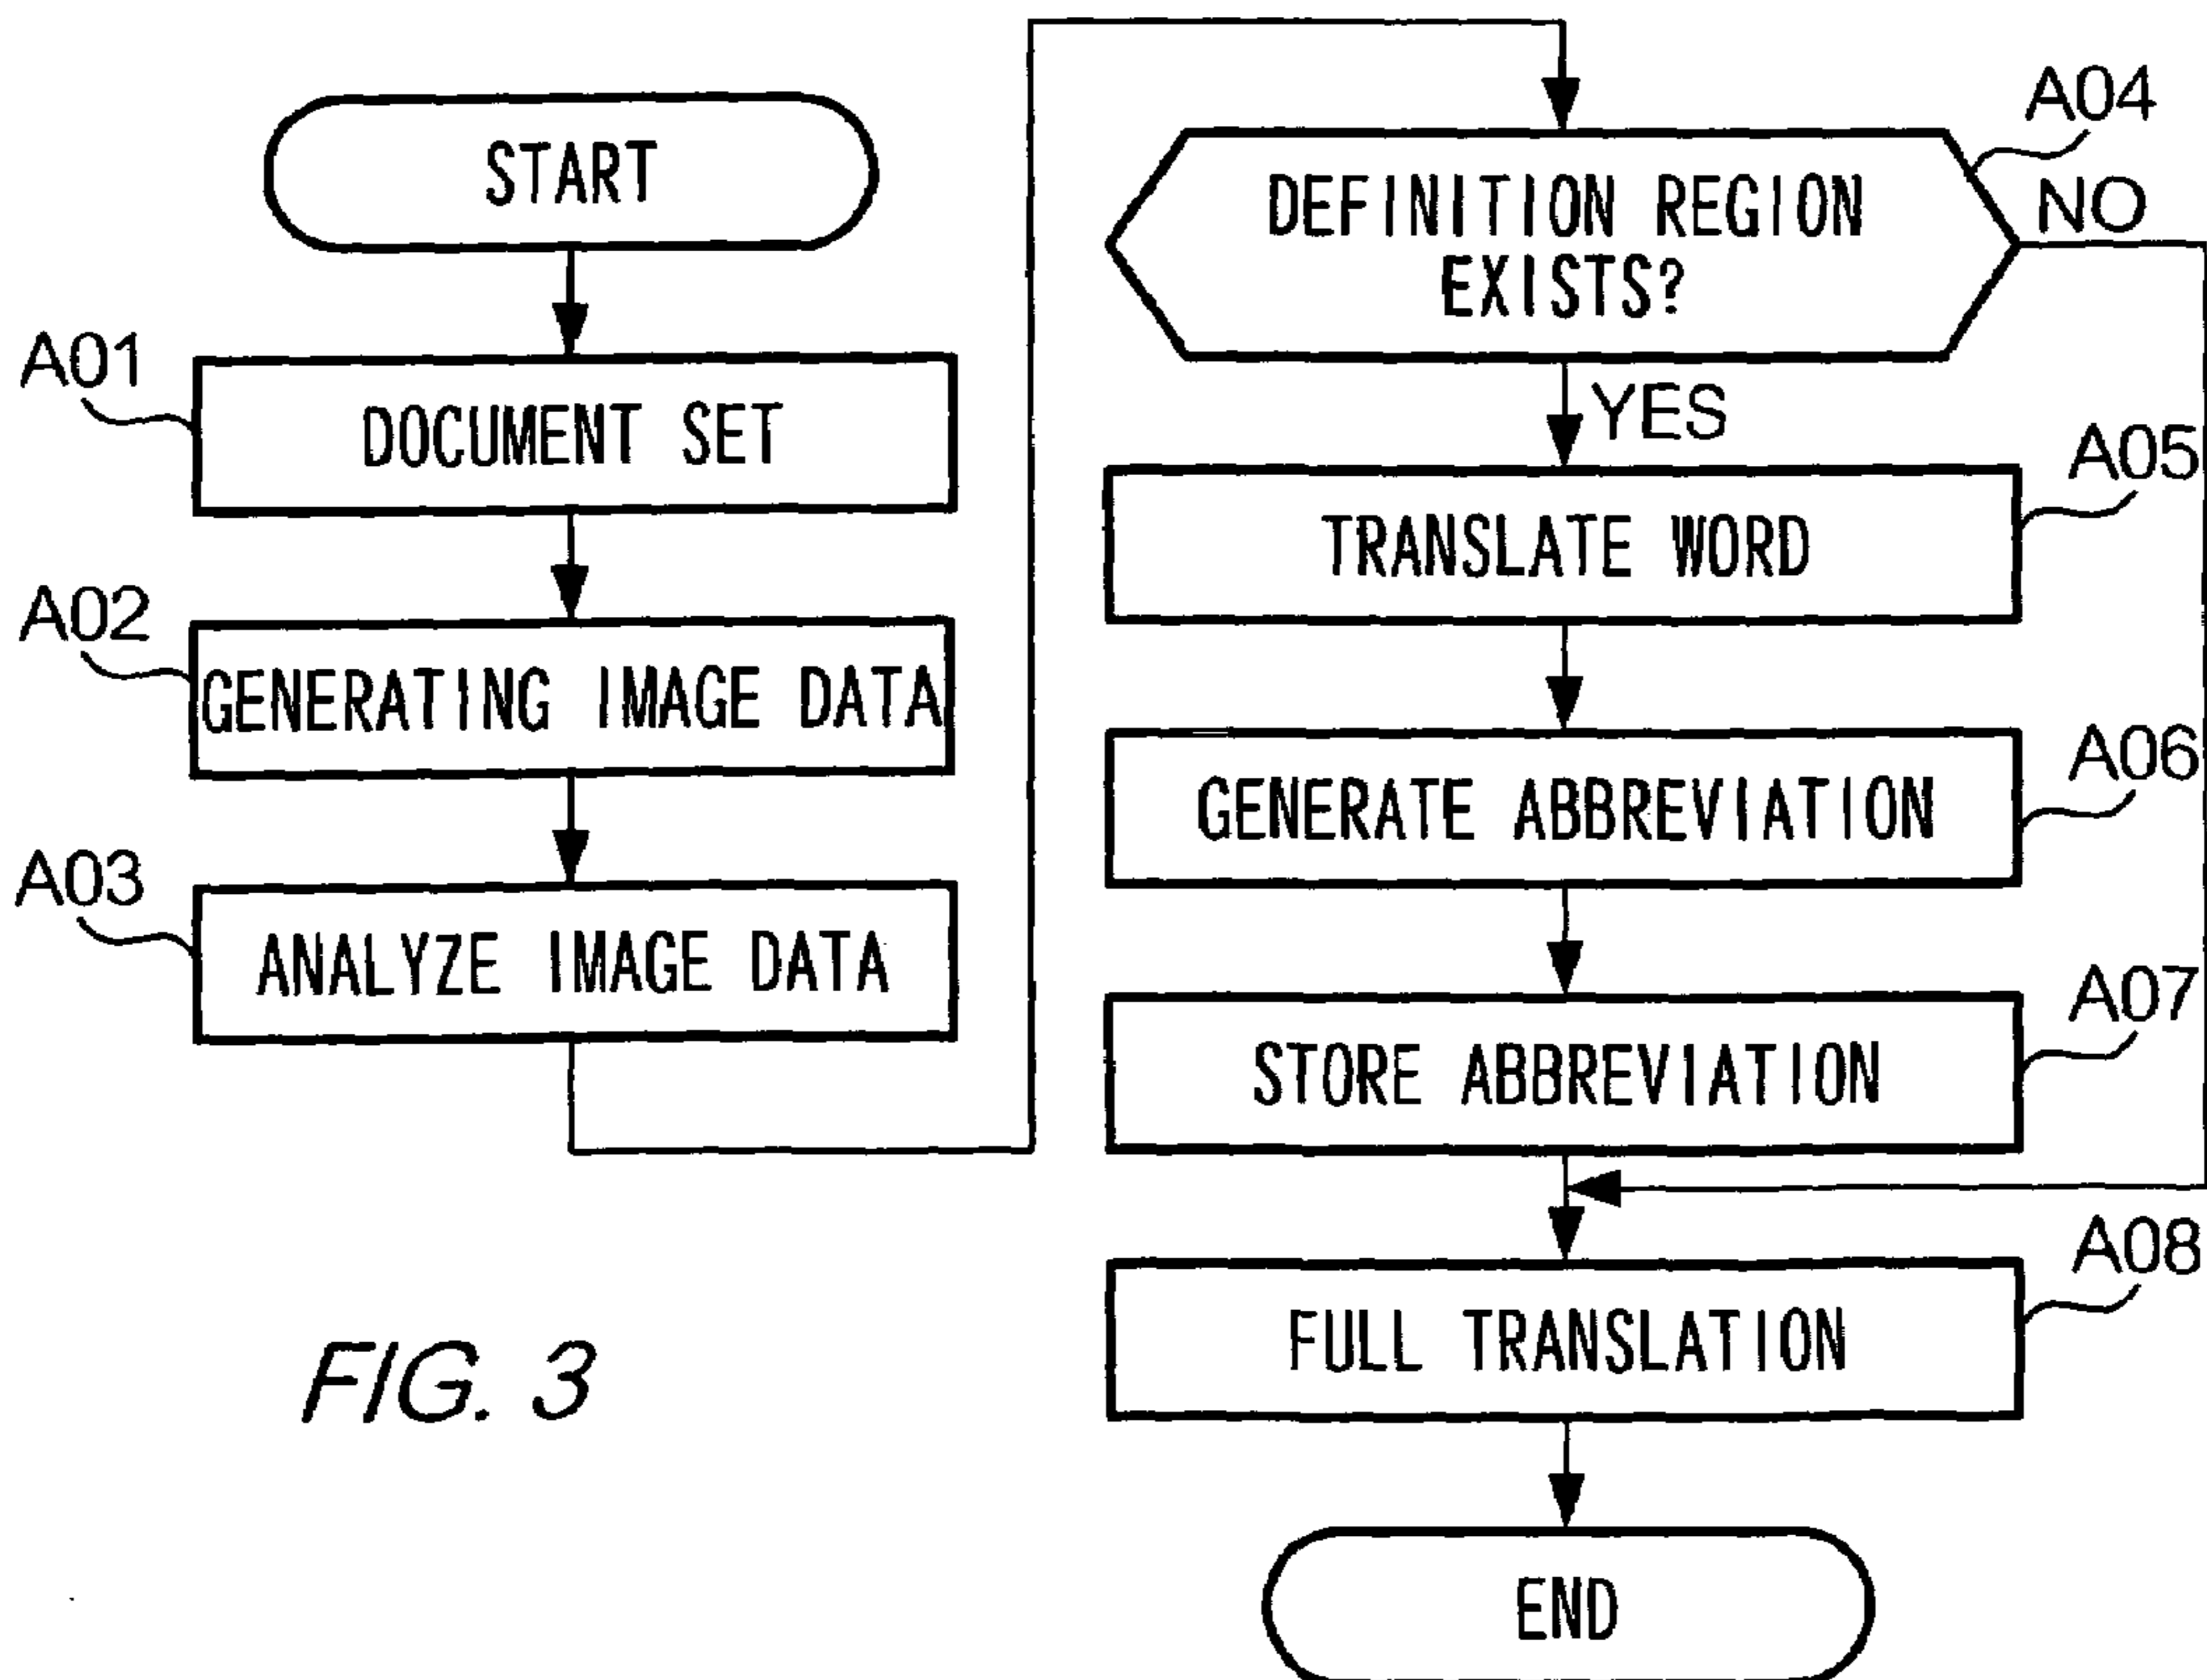 START
A01
DOCUMENT SET
A02
GENERATING IMAGE DATA
A03
ANALYZE IMAGE DATA
A04
DEFINITION REGION
EXISTS?
NO
YES
A05
TRANSLATE WORD
A06
GENERATE ABBREVIATION
A07
STORE ABBREVIATION
A08
FULL TRANSLATION
END
FIG. 3